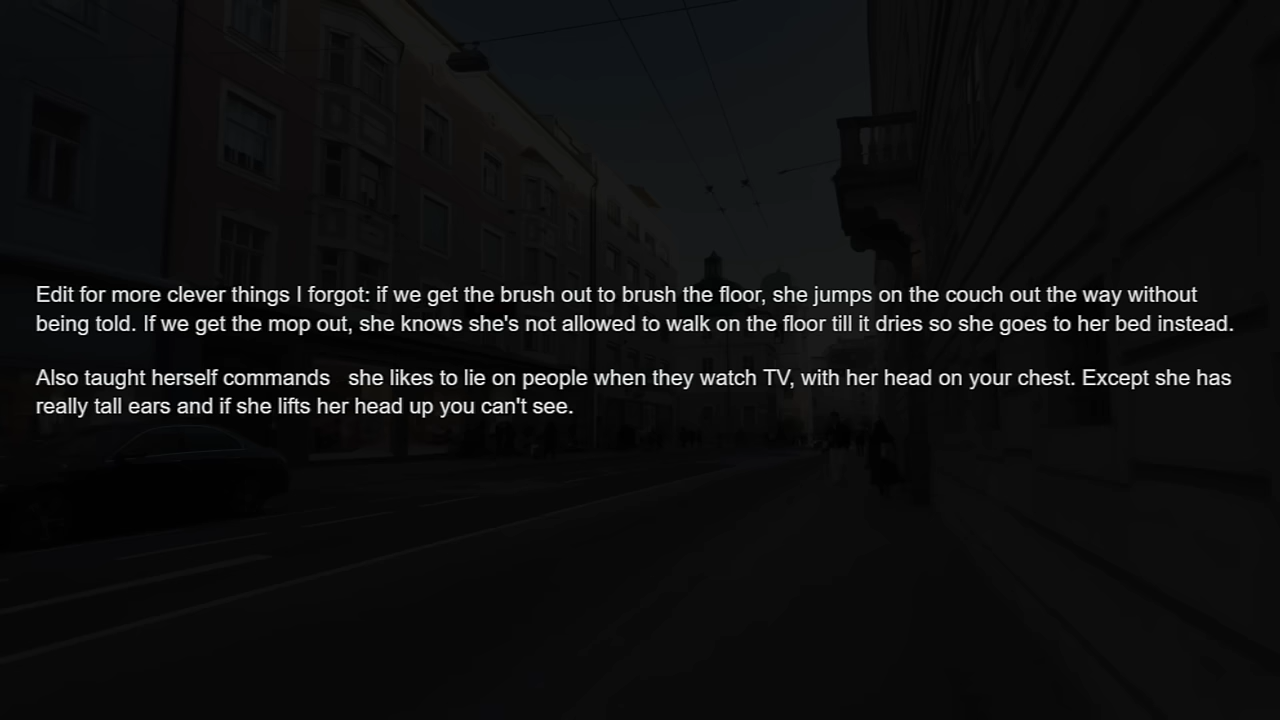 Edit for more clever things I forgot: if we get the brush out to brush the floor, she jumps on the couch out the way without
being told. If we get the mop out, she knows she's not allowed to walk on the floor till it dries so she goes to her bed instead.
Also taught herself commands   she likes to lie on people when they watch TV, with her head on your chest. Except she has
really tall ears and if she lifts her head up you can't see.